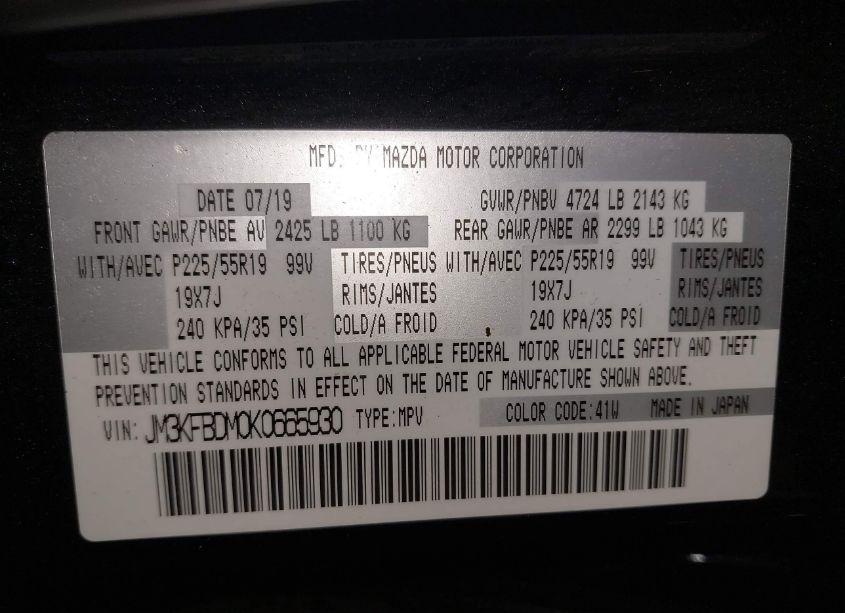 MFD. BY MAZDA MOTOR CORPORATION
DATE 07/19 GVWR/PNBV 4724 LB 2143 KG
FRONT GAWR/PNBE AV 2425 LB 1100 KG REAR GAWR/PNBE AR 2299 LB 1043 KG
WITH/AVEC P225/55R19 99V TIRES/PNEUS WITH/AVEC P225/55R19 99V TIRES/PNEUS
19X7J RIMS/JANTES 19X7J RIMS/JANTES
240 KPA/35 PSI COLD/A FROID 240 KPA/35 PSI COLD/A FROID
THIS VEHICLE CONFORMS TO ALL APPLICABLE FEDERAL MOTOR VEHICLE SAFETY AND THEFT
PREVENTION STANDARDS IN EFFECT ON THE DATE OF MANUFACTURE SHOWN ABOVE.
VIN: JM3KFBDM0K0665930 TYPE:MPV COLOR CODE:41W MADE IN JAPAN